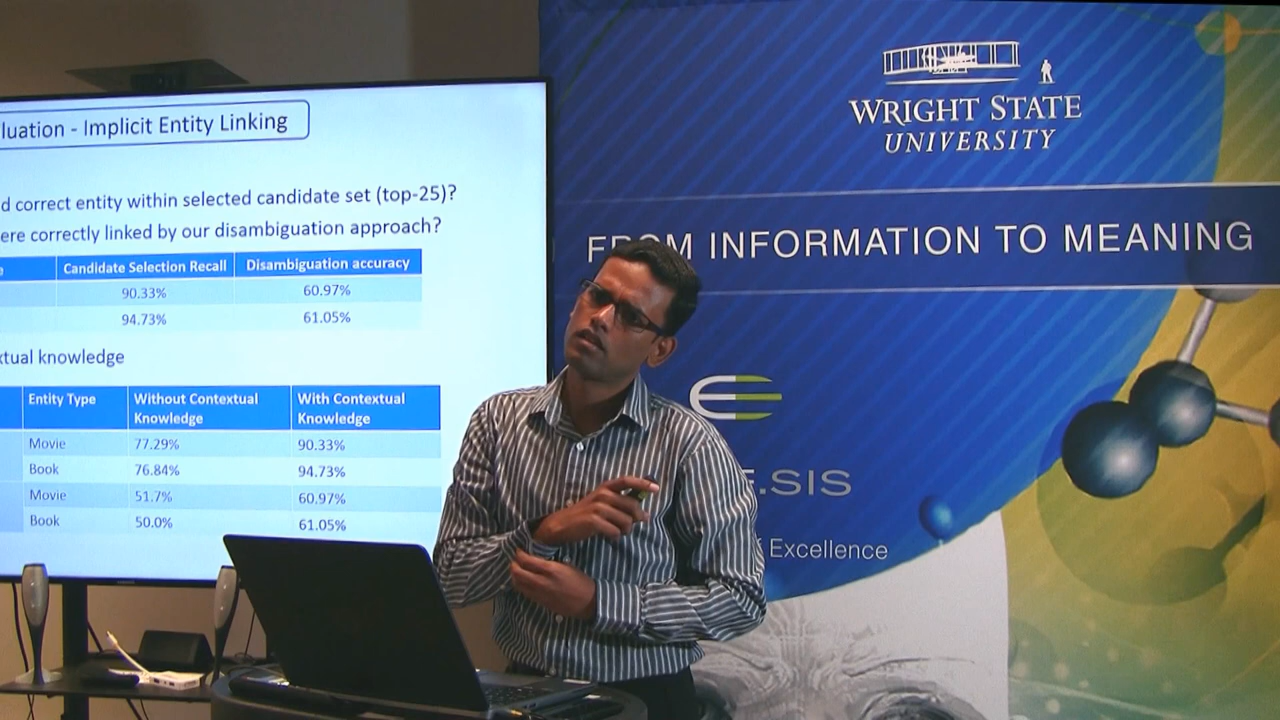 luation - Implicit Entity Linking
d correct entity within selected candidate set (top-25)?
ere correctly linked by our disambiguation approach?
Candidate Selection Recall Disambiguation accuracy
90.33% 60.97%
94.73% 61.05%
xtual knowledge
Entity Type Without Contextual Knowledge With Contextual Knowledge
Movie 77.29% 90.33%
Book 76.84% 94.73%
Movie 51.7% 60.97%
Book 50.0% 61.05%
WRIGHT STATE
UNIVERSITY
FROM INFORMATION TO MEANING
.SIS
Excellence